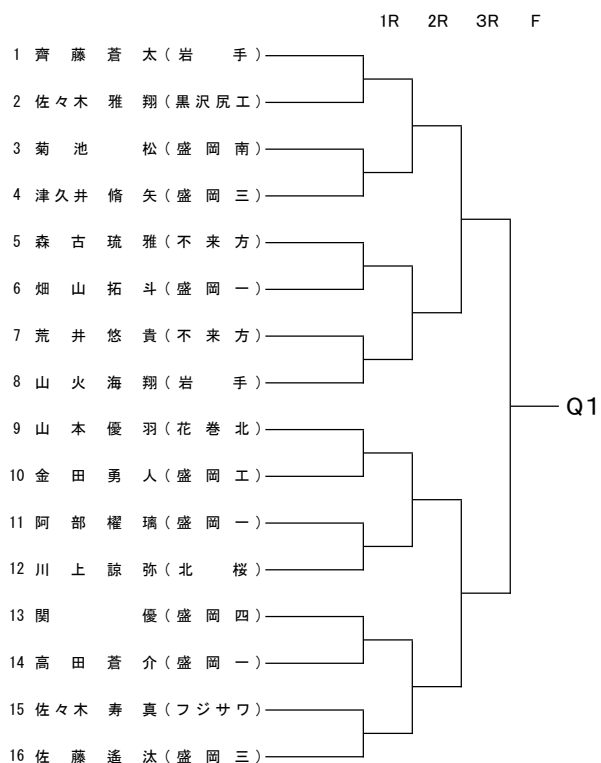 1R 2R 3R F
1 齊藤蒼太(岩手)
2 佐々木雅翔(黒沢尻工)
3 菊池松(盛岡南)
4 津久井脩矢(盛岡三)
5 森古琉雅(不来方)
6 畑山拓斗(盛岡一)
7 荒井悠貴(不来方)
8 山火海翔(岩手)
Q1
9 山本優羽(花巻北)
10 金田勇人(盛岡工)
11 阿部櫂璃(盛岡一)
12 川上諒弥(北桜)
13 関優(盛岡四)
14 高田蒼介(盛岡一)
15 佐々木寿真(フジサワ)
16 佐藤遙汰(盛岡三)